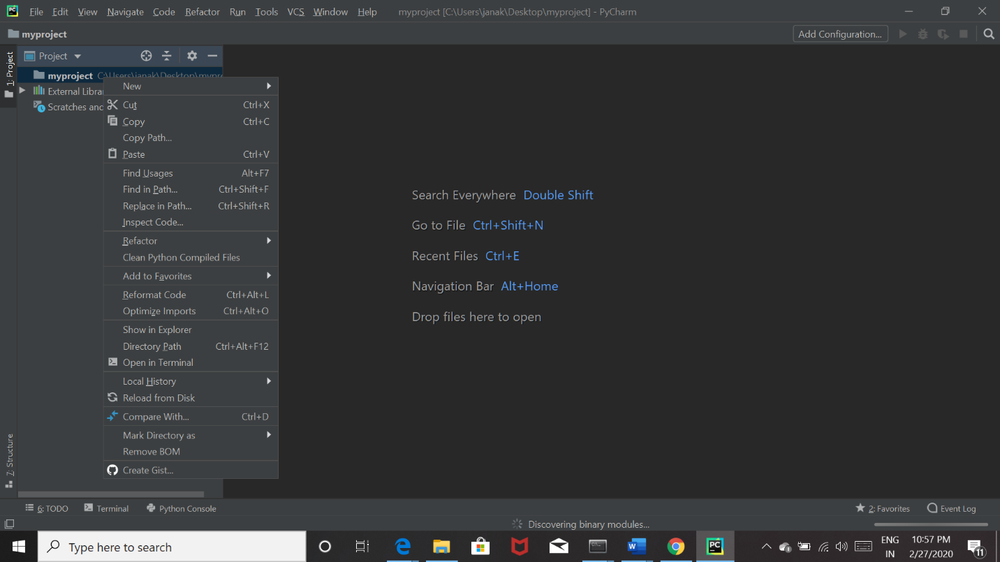 PC File Edit View Navigate Code Refactor Run Tools VCS Window Help myproject [C:\Users\janak\Desktop\myproject] - PyCharm
myproject Add Configuration...
1: Project
Project
myproject C:\Users\janak\Desktop\mypr
External Librar
Scratches and
New
Cut Ctrl+X
Copy Ctrl+C
Copy Path...
Paste Ctrl+V
Find Usages Alt+F7
Find in Path... Ctrl+Shift+F
Replace in Path... Ctrl+Shift+R
Inspect Code...
Refactor
Clean Python Compiled Files
Add to Favorites
Reformat Code Ctrl+Alt+L
Optimize Imports Ctrl+Alt+O
Show in Explorer
Directory Path Ctrl+Alt+F12
Open in Terminal
Local History
Reload from Disk
Compare With... Ctrl+D
Mark Directory as
Remove BOM
Create Gist...
Search Everywhere Double Shift
Go to File Ctrl+Shift+N
Recent Files Ctrl+E
Navigation Bar Alt+Home
Drop files here to open
7: Structure
6: TODO Terminal Python Console 2: Favorites Event Log
Discovering binary modules...
Type here to search
PC
ENG
IN
10:57 PM
2/27/2020
11